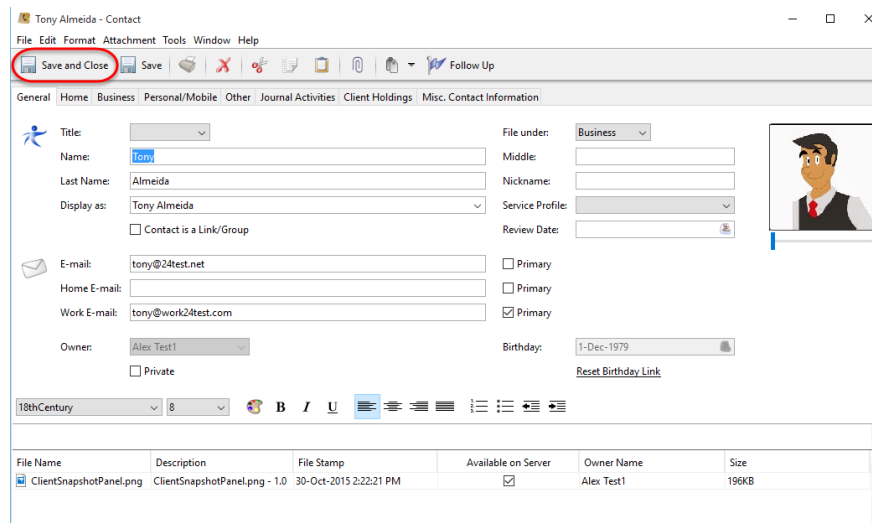 Tony Almeida - Contact
File Edit Format Attachment Tools Window Help
Save and Close Save Follow Up
General Home Business Personal/Mobile Other Journal Activities Client Holdings Misc. Contact Information
Title: File under: Business
Name: Tony Middle:
Last Name: Almeida Nickname:
Display as: Tony Almeida Service Profile:
Contact is a Link/Group Review Date:
E-mail: tony@24test.net Primary
Home E-mail: Primary
Work E-mail: tony@work24test.com Primary
Owner: Alex Test1 Birthday: 1-Dec-1979
Private Reset Birthday Link
18thCentury 8 B I U
File Name Description File Stamp Available on Server Owner Name Size
ClientSnapshotPanel.png ClientSnapshotPanel.png - 1.0 30-Oct-2015 2:22:21 PM Alex Test1 196KB